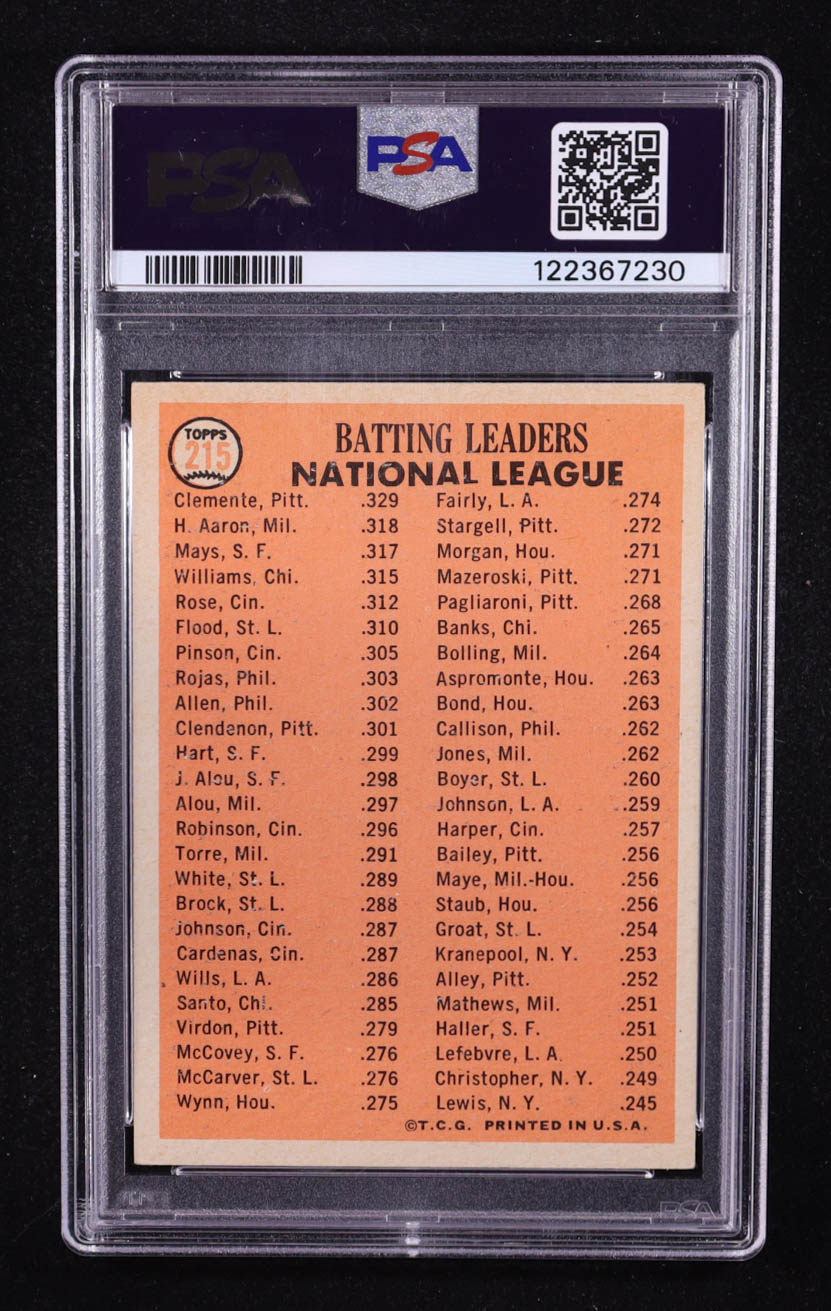 PSA
PSA
122367230
TOPPS
215
BATTING LEADERS
NATIONAL LEAGUE
Clemente, Pitt. .329
H. Aaron, Mil. .318
Mays, S. F. .317
Williams, Chi. .315
Rose, Cin. .312
Flood, St. L. .310
Pinson, Cin. .305
Rojas, Phil. .303
Allen, Phil. .302
Clendenon, Pitt. .301
Hart, S. F. .299
J. Alou, S. F. .298
Alou, Mil. .297
Robinson, Cin. .296
Torre, Mil. .291
White, St. L. .289
Brock, St. L. .288
Johnson, Cin. .287
Cardenas, Cin. .287
Wills, L. A. .286
Santo, Chi. .285
Virdon, Pitt. .279
McCovey, S. F. .276
McCarver, St. L. .276
Wynn, Hou. .275
Fairly, L. A. .274
Stargell, Pitt. .272
Morgan, Hou. .271
Mazeroski, Pitt. .271
Pagliaroni, Pitt. .268
Banks, Chi. .265
Bolling, Mil. .264
Aspromonte, Hou. .263
Bond, Hou. .263
Callison, Phil. .262
Jones, Mil. .262
Boyer, St. L. .260
Johnson, L. A. .259
Harper, Cin. .257
Bailey, Pitt. .256
Maye, Mil.-Hou. .256
Staub, Hou. .256
Groat, St. L. .254
Kranepool, N. Y. .253
Alley, Pitt. .252
Mathews, Mil. .251
Haller, S. F. .251
Lefebvre, L. A. .250
Christopher, N. Y. .249
Lewis, N. Y. .245
©T.C.G. PRINTED IN U.S.A.
PSA